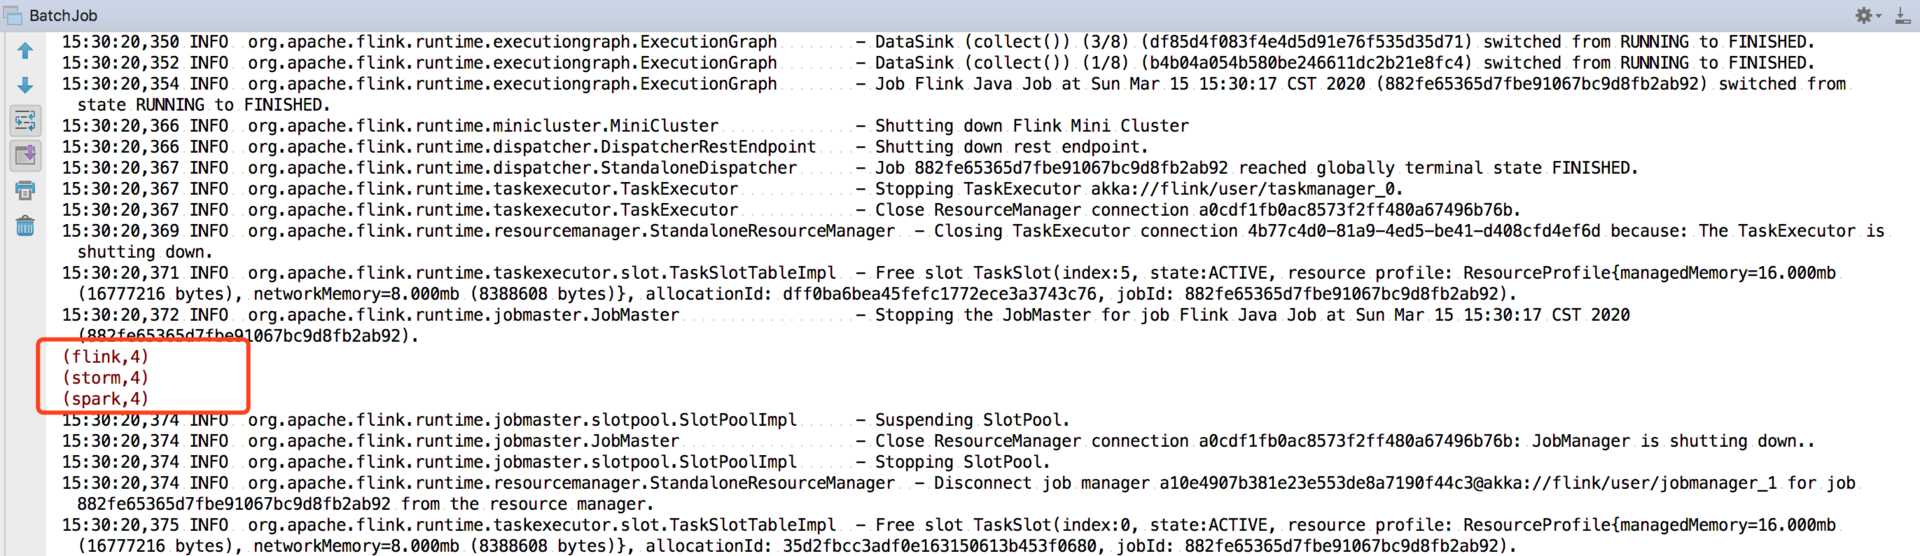 BatchJob
15:30:20,350 INFO  org.apache.flink.runtime.executiongraph.ExecutionGraph        - DataSink (collect()) (3/8) (df85d4f083f4e4d5d91e76f535d35d71) switched from RUNNING to FINISHED.
15:30:20,352 INFO  org.apache.flink.runtime.executiongraph.ExecutionGraph        - DataSink (collect()) (1/8) (b4b04a054b580be246611dc2b21e8fc4) switched from RUNNING to FINISHED.
15:30:20,354 INFO  org.apache.flink.runtime.executiongraph.ExecutionGraph        - Job Flink Java Job at Sun Mar 15 15:30:17 CST 2020 (882fe65365d7fbe91067bc9d8fb2ab92) switched from
state RUNNING to FINISHED.
15:30:20,366 INFO  org.apache.flink.runtime.minicluster.MiniCluster              - Shutting down Flink Mini Cluster
15:30:20,366 INFO  org.apache.flink.runtime.dispatcher.DispatcherRestEndpoint    - Shutting down rest endpoint.
15:30:20,367 INFO  org.apache.flink.runtime.dispatcher.StandaloneDispatcher      - Job 882fe65365d7fbe91067bc9d8fb2ab92 reached globally terminal state FINISHED.
15:30:20,367 INFO  org.apache.flink.runtime.taskexecutor.TaskExecutor            - Stopping TaskExecutor akka://flink/user/taskmanager_0.
15:30:20,367 INFO  org.apache.flink.runtime.taskexecutor.TaskExecutor            - Close ResourceManager connection a0cdf1fb0ac8573f2ff480a67496b76b.
15:30:20,369 INFO  org.apache.flink.runtime.resourcemanager.StandaloneResourceManager  - Closing TaskExecutor connection 4b77c4d0-81a9-4ed5-be41-d408cfd4ef6d because: The TaskExecutor is
shutting down.
15:30:20,371 INFO  org.apache.flink.runtime.taskexecutor.slot.TaskSlotTableImpl  - Free slot TaskSlot(index:5, state:ACTIVE, resource profile: ResourceProfile{managedMemory=16.000mb
(16777216 bytes), networkMemory=8.000mb (8388608 bytes)}, allocationId: dff0ba6bea45fefc1772ece3a3743c76, jobId: 882fe65365d7fbe91067bc9d8fb2ab92).
15:30:20,372 INFO  org.apache.flink.runtime.jobmaster.JobMaster                  - Stopping the JobMaster for job Flink Java Job at Sun Mar 15 15:30:17 CST 2020
(882fe65365d7fbe91067bc9d8fb2ab92).
(flink,4)
(storm,4)
(spark,4)
15:30:20,374 INFO  org.apache.flink.runtime.jobmaster.slotpool.SlotPoolImpl      - Suspending SlotPool.
15:30:20,374 INFO  org.apache.flink.runtime.jobmaster.JobMaster                  - Close ResourceManager connection a0cdf1fb0ac8573f2ff480a67496b76b: JobManager is shutting down..
15:30:20,374 INFO  org.apache.flink.runtime.jobmaster.slotpool.SlotPoolImpl      - Stopping SlotPool.
15:30:20,374 INFO  org.apache.flink.runtime.resourcemanager.StandaloneResourceManager  - Disconnect job manager a10e4907b381e23e553de8a7190f44c3@akka://flink/user/jobmanager_1 for job
882fe65365d7fbe91067bc9d8fb2ab92 from the resource manager.
15:30:20,375 INFO  org.apache.flink.runtime.taskexecutor.slot.TaskSlotTableImpl  - Free slot TaskSlot(index:0, state:ACTIVE, resource profile: ResourceProfile{managedMemory=16.000mb
(16777216 bytes), networkMemory=8.000mb (8388608 bytes)}, allocationId: 35d2fbcc3adf0e163150613b453f0680, jobId: 882fe65365d7fbe91067bc9d8fb2ab92).